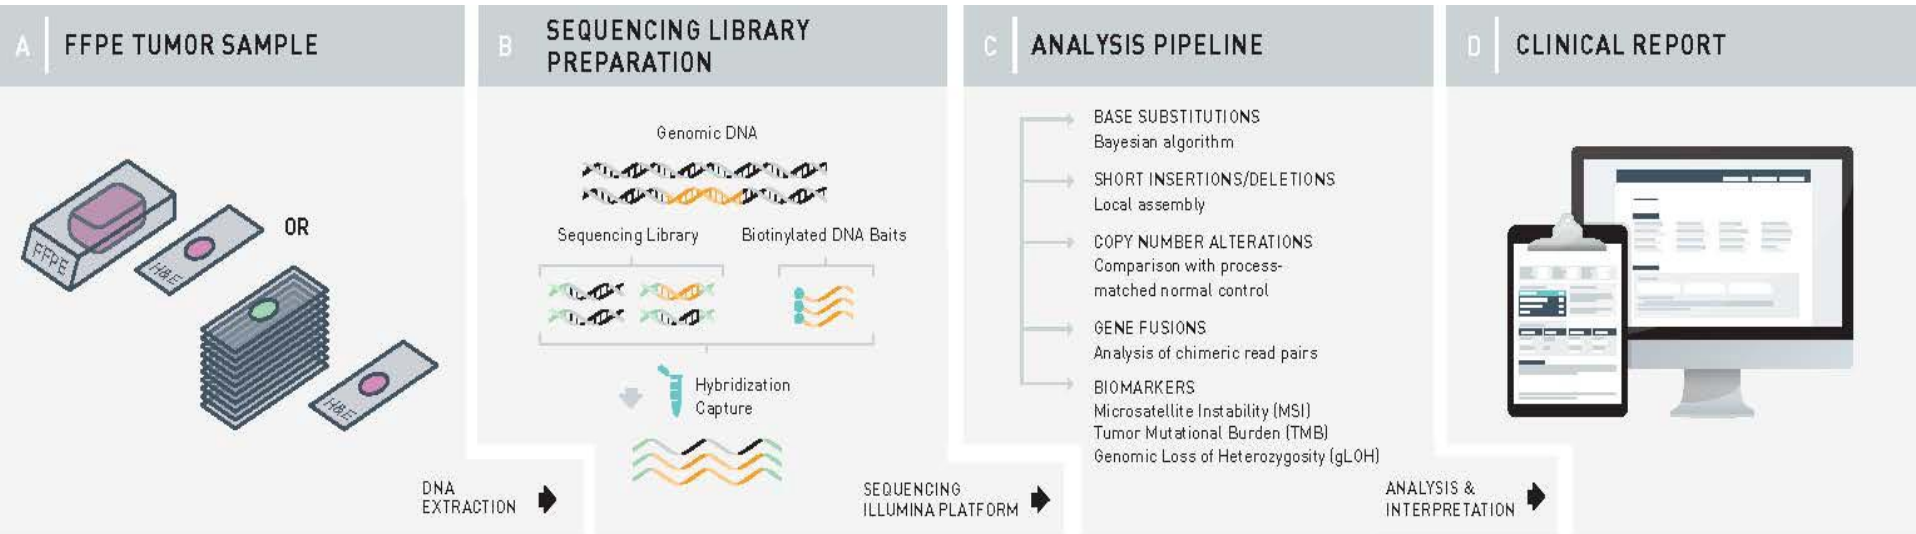 A
FFPE TUMOR SAMPLE
FFPE
H&E
OR
H&E
DNA
EXTRACTION
B
SEQUENCING LIBRARY
PREPARATION
Genomic DNA
Sequencing Library
Biotinylated DNA Baits
Hybridization
Capture
SEQUENCING
ILLUMINA PLATFORM
C
ANALYSIS PIPELINE
BASE SUBSTITUTIONS
Bayesian algorithm
SHORT INSERTIONS/DELETIONS
Local assembly
COPY NUMBER ALTERATIONS
Comparison with process-
matched normal control
GENE FUSIONS
Analysis of chimeric read pairs
BIOMARKERS
Microsatellite Instability (MSI)
Tumor Mutational Burden (TMB)
Genomic Loss of Heterozygosity (gLOH)
ANALYSIS &
INTERPRETATION
D
CLINICAL REPORT